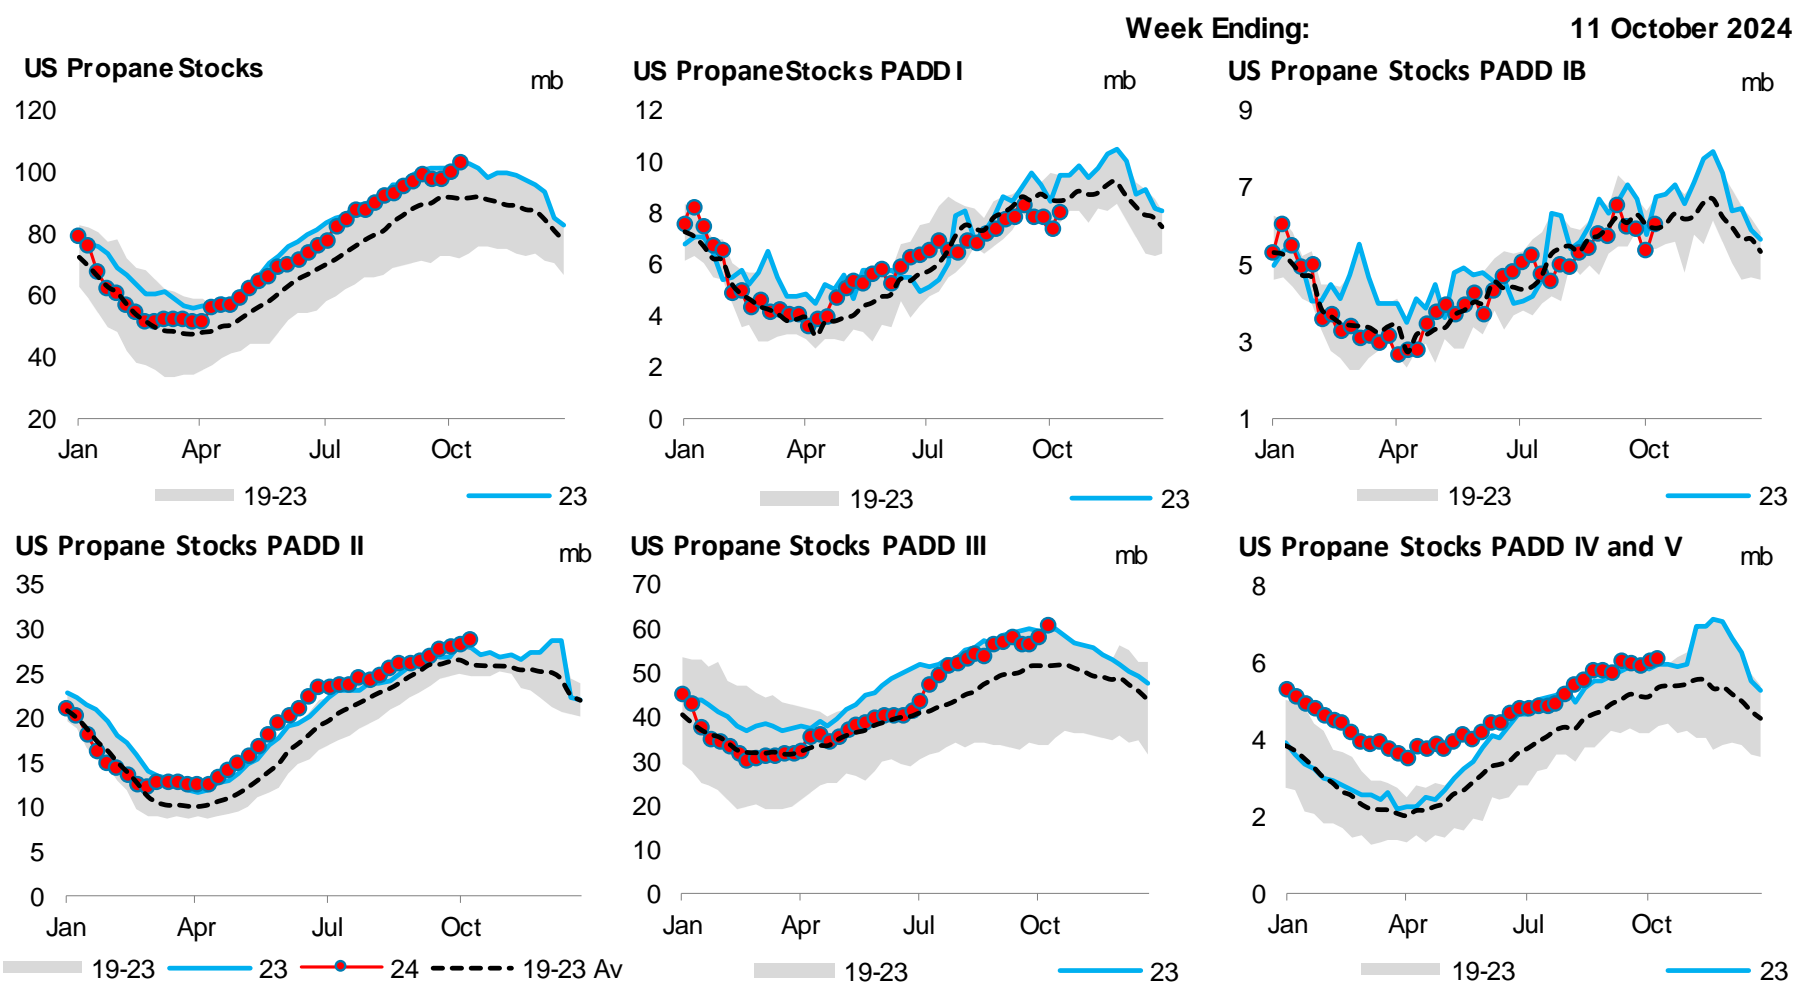 Week Ending: 11 October 2024
US Propane Stocks
mb
120
100
80
60
40
20
Jan Apr Jul Oct
19-23 23
US Propane Stocks PADD I
mb
12
10
8
6
4
2
0
Jan Apr Jul Oct
19-23 23
US Propane Stocks PADD IB
mb
9
7
5
3
1
Jan Apr Jul Oct
19-23 23
US Propane Stocks PADD II
mb
35
30
25
20
15
10
5
0
Jan Apr Jul Oct
19-23 23 24 19-23 Av
US Propane Stocks PADD III
mb
70
60
50
40
30
20
10
0
Jan Apr Jul Oct
19-23 23
US Propane Stocks PADD IV and V
mb
8
6
4
2
0
Jan Apr Jul Oct
19-23 23